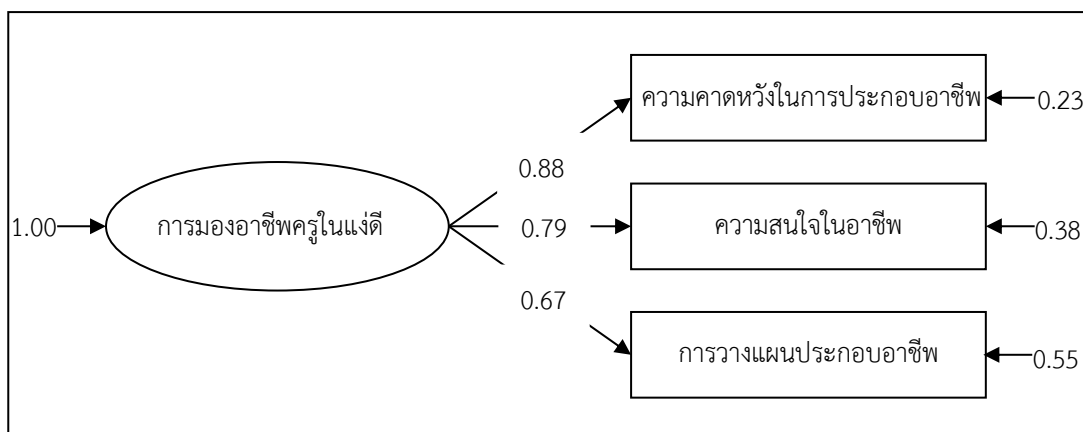 ความคาดหวังในการประกอบอาชีพ
0.23
0.88
1.00
การมองอาชีพครูในแง่ดี
0.79
ความสนใจในอาชีพ
0.38
0.67
การวางแผนประกอบอาชีพ
0.55